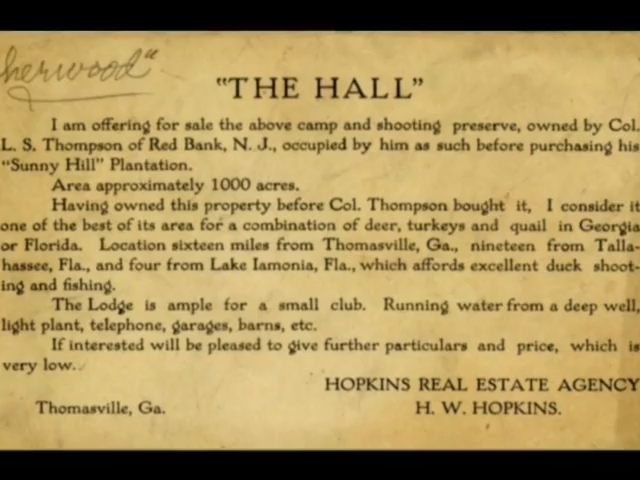 herwood"
"THE HALL"
I am offering for sale the above camp and shooting preserve, owned by Col.
L. S. Thompson of Red Bank, N. J., occupied by him as such before purchasing his
"Sunny Hill" Plantation.
Area approximately 1000 acres.
Having owned this property before Col. Thompson bought it, I consider it
one of the best of its area for a combination of deer, turkeys and quail in Georgia
or Florida. Location sixteen miles from Thomasville, Ga., nineteen from Talla-
hassee, Fla., and four from Lake Iamonia, Fla., which affords excellent duck shoot-
ing and fishing.
The Lodge is ample for a small club. Running water from a deep well,
light plant, telephone, garages, barns, etc.
If interested will be pleased to give further particulars and price, which is
very low.
HOPKINS REAL ESTATE AGENCY
Thomasville, Ga. H. W. HOPKINS.